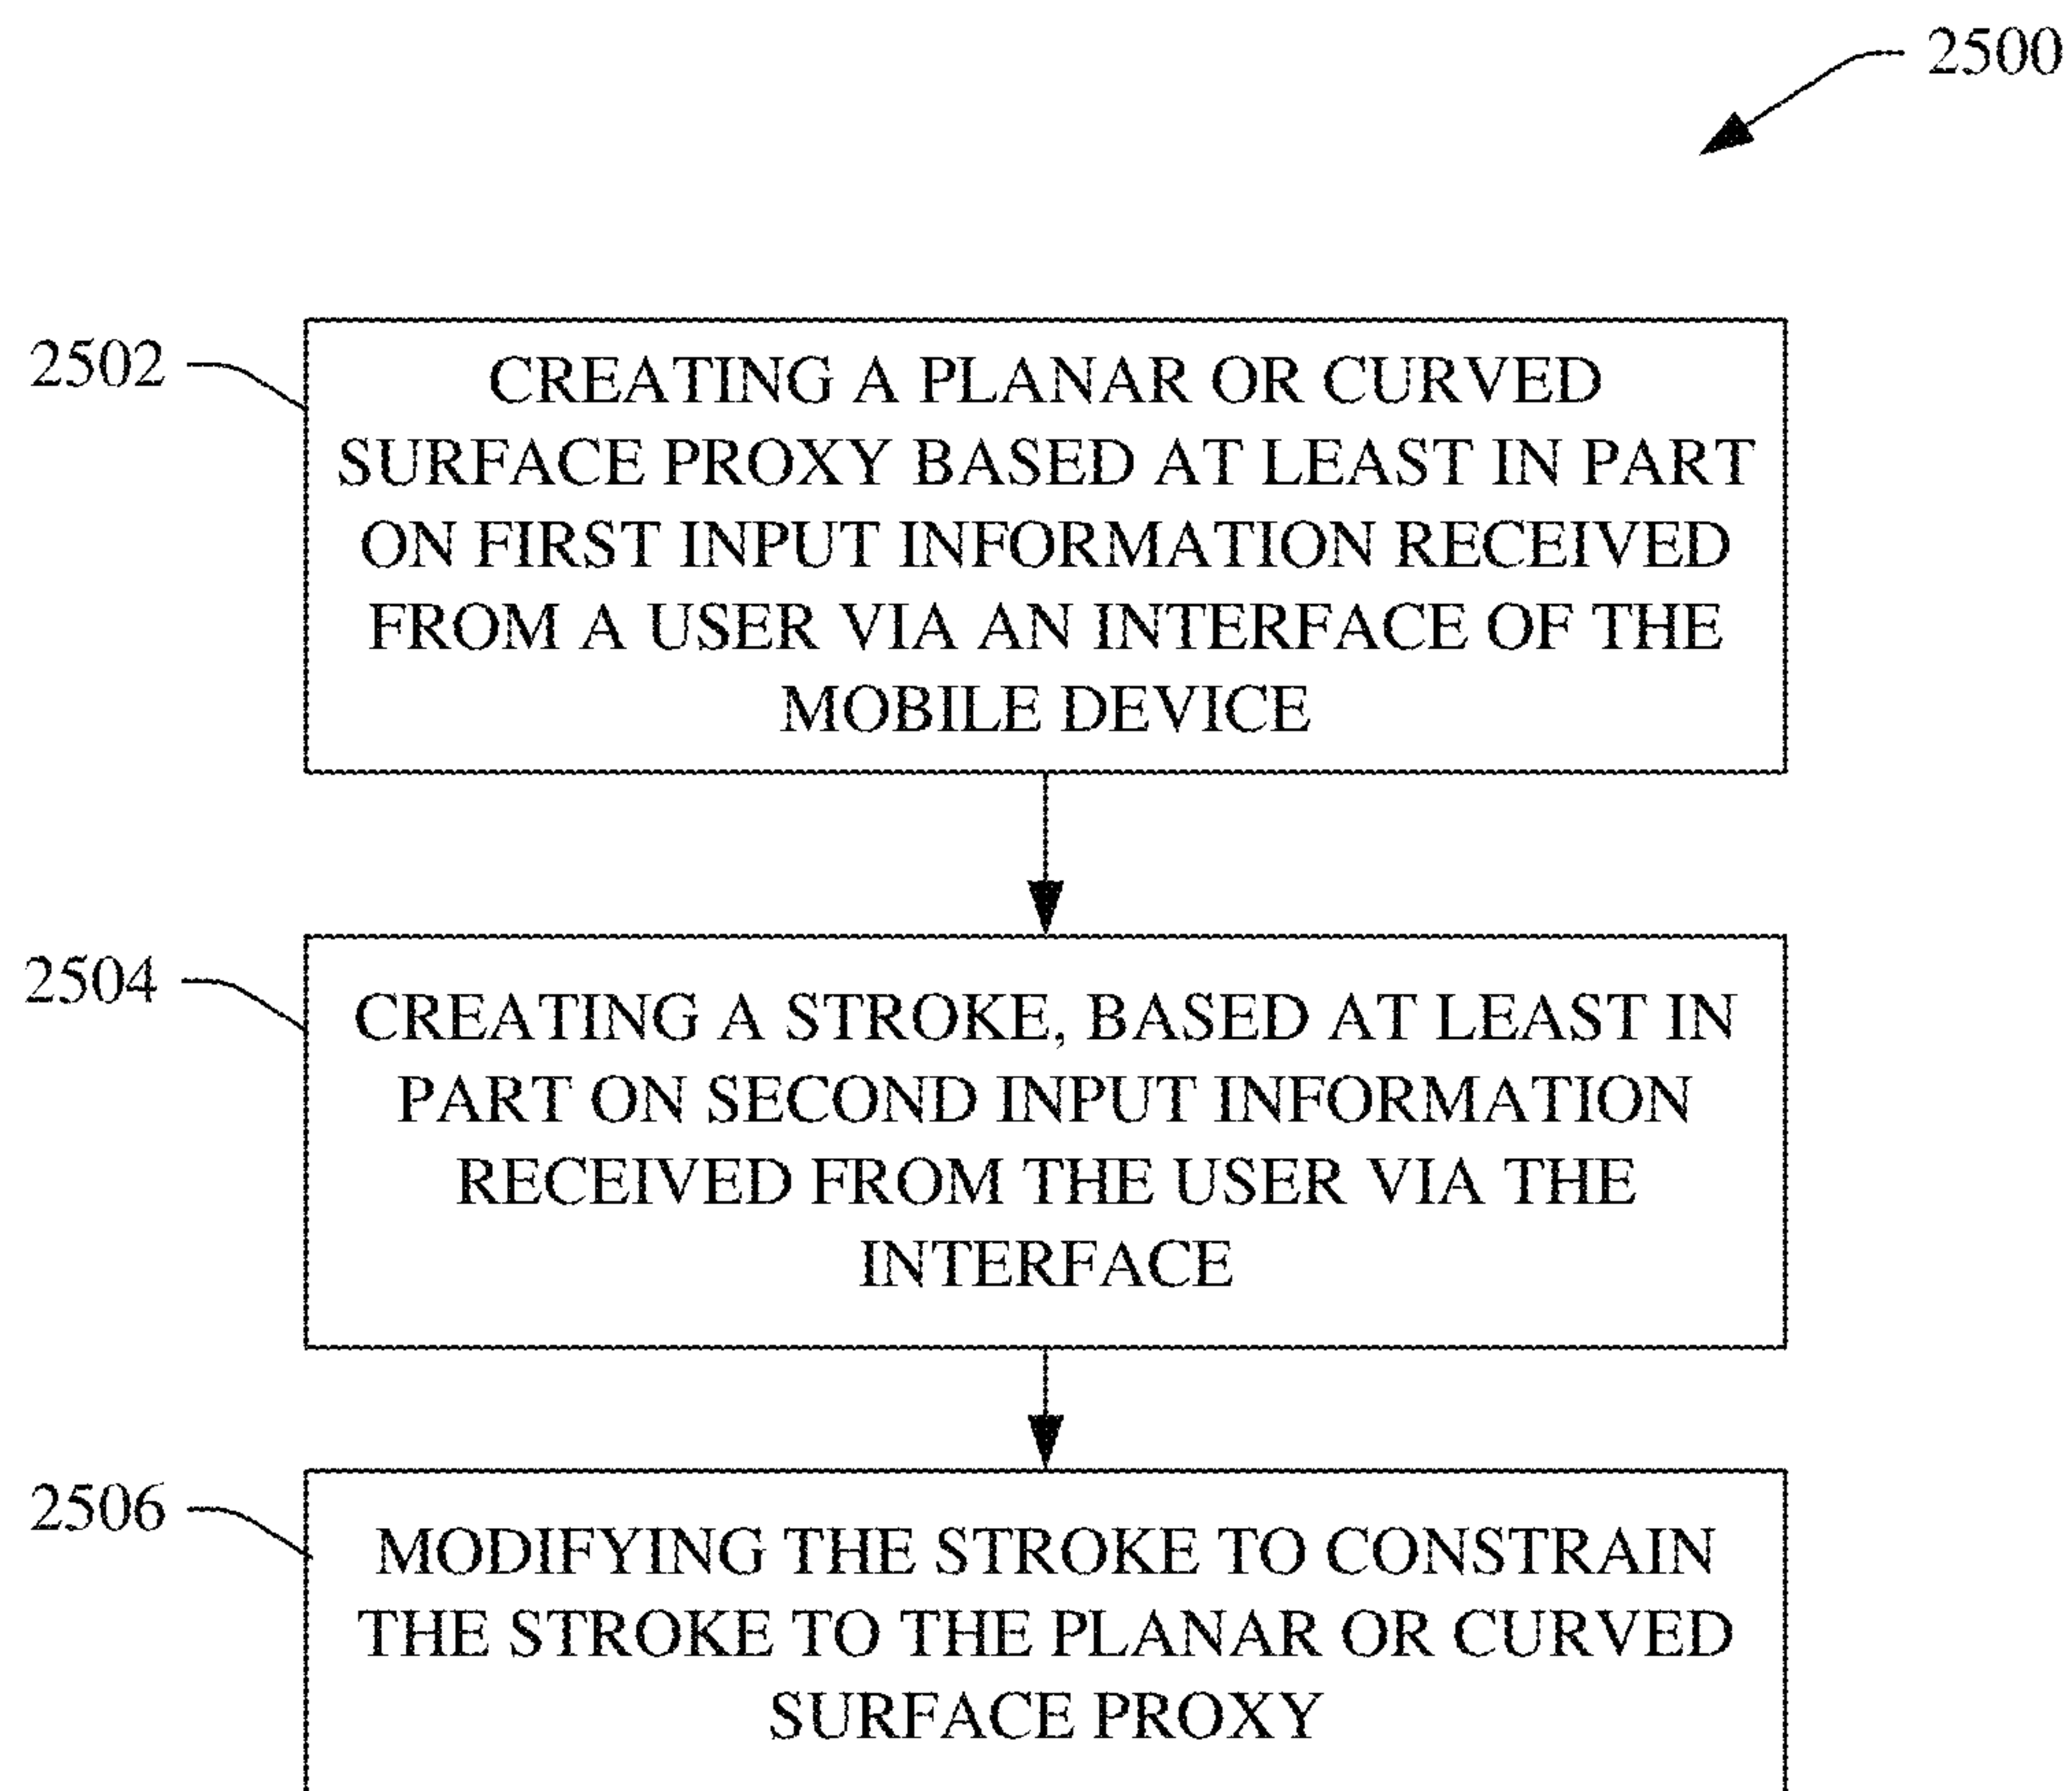 2500
2502
CREATING A PLANAR OR CURVED
SURFACE PROXY BASED AT LEAST IN PART
ON FIRST INPUT INFORMATION RECEIVED
FROM A USER VIA AN INTERFACE OF THE
MOBILE DEVICE
2504
CREATING A STROKE, BASED AT LEAST IN
PART ON SECOND INPUT INFORMATION
RECEIVED FROM THE USER VIA THE
INTERFACE
2506
MODIFYING THE STROKE TO CONSTRAIN
THE STROKE TO THE PLANAR OR CURVED
SURFACE PROXY